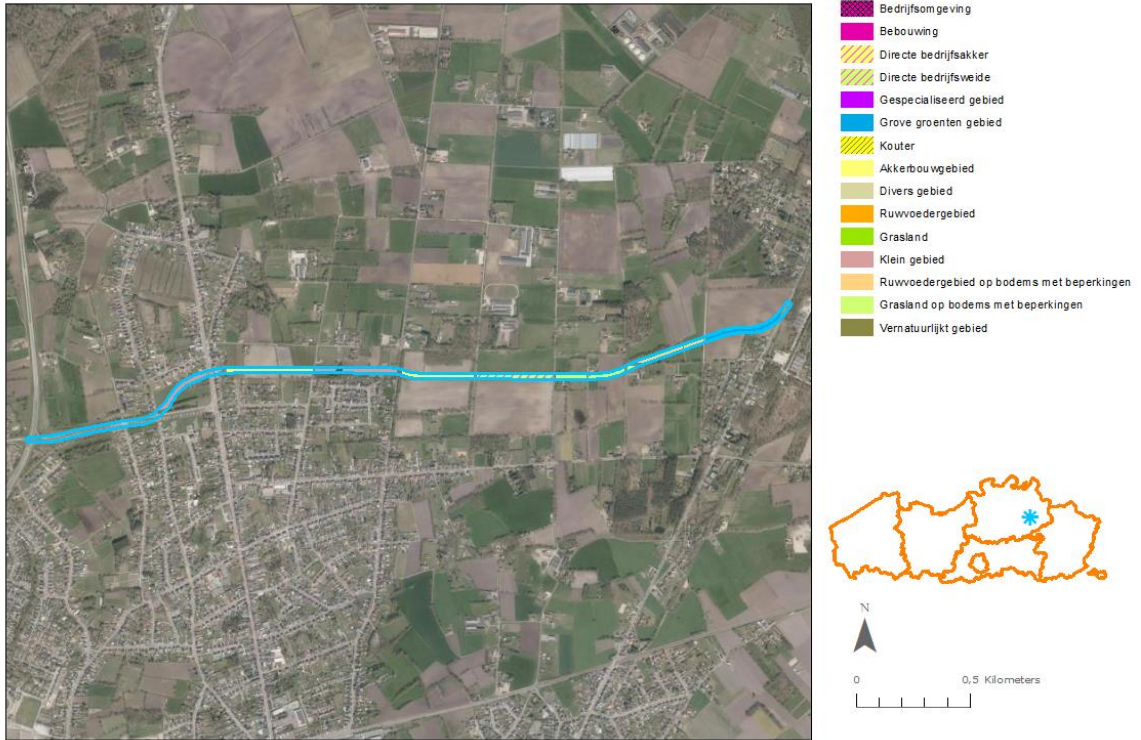 Bedrijfsomgeving
Bebouwing
Directe bedrijfsakker
Directe bedrijfsweide
Gespecialiseerd gebied
Grove groenten gebied
Kouter
Akkerbouwgebied
Divers gebied
Ruwvoedergebied
Grasland
Klein gebied
Ruwvoedergebied op bodems met beperkingen
Grasland op bodems met beperkingen
Vernatuurlijkt gebied
N
0 0,5 Kilometers